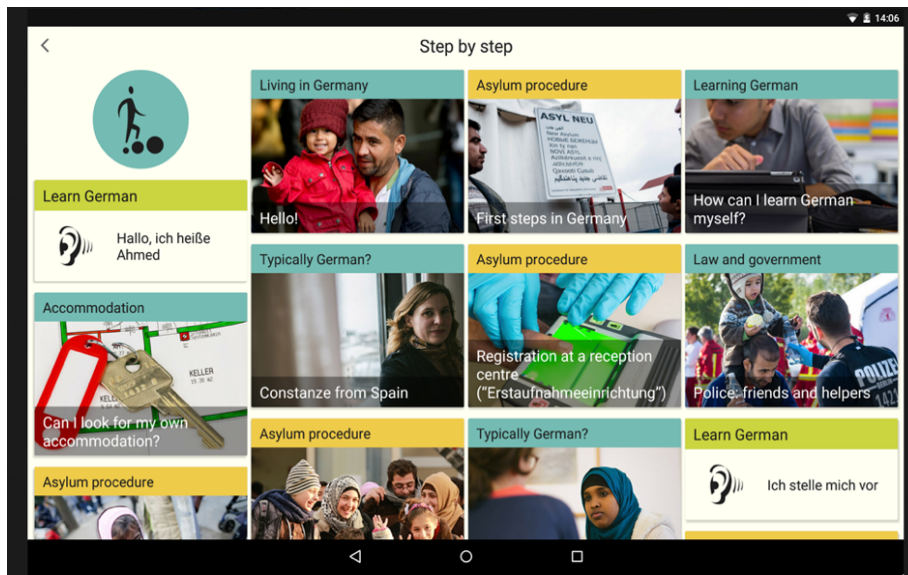 14:06
Step by step
Learn German
Hallo, ich heiße
Ahmed
Accommodation
KELLER
Can I look for my own
accommodation?
Asylum procedure
Living in Germany
Hello!
Typically German?
Constanze from Spain
Asylum procedure
Asylum procedure
ASYL NEU
New Asylum
First steps in Germany
Asylum procedure
Registration at a reception
centre
("Erstaufnahmeeinrichtung")
Typically German?
Learning German
How can I learn German
myself?
Law and government
POLIZEI
Police: friends and helpers
Learn German
Ich stelle mich vor